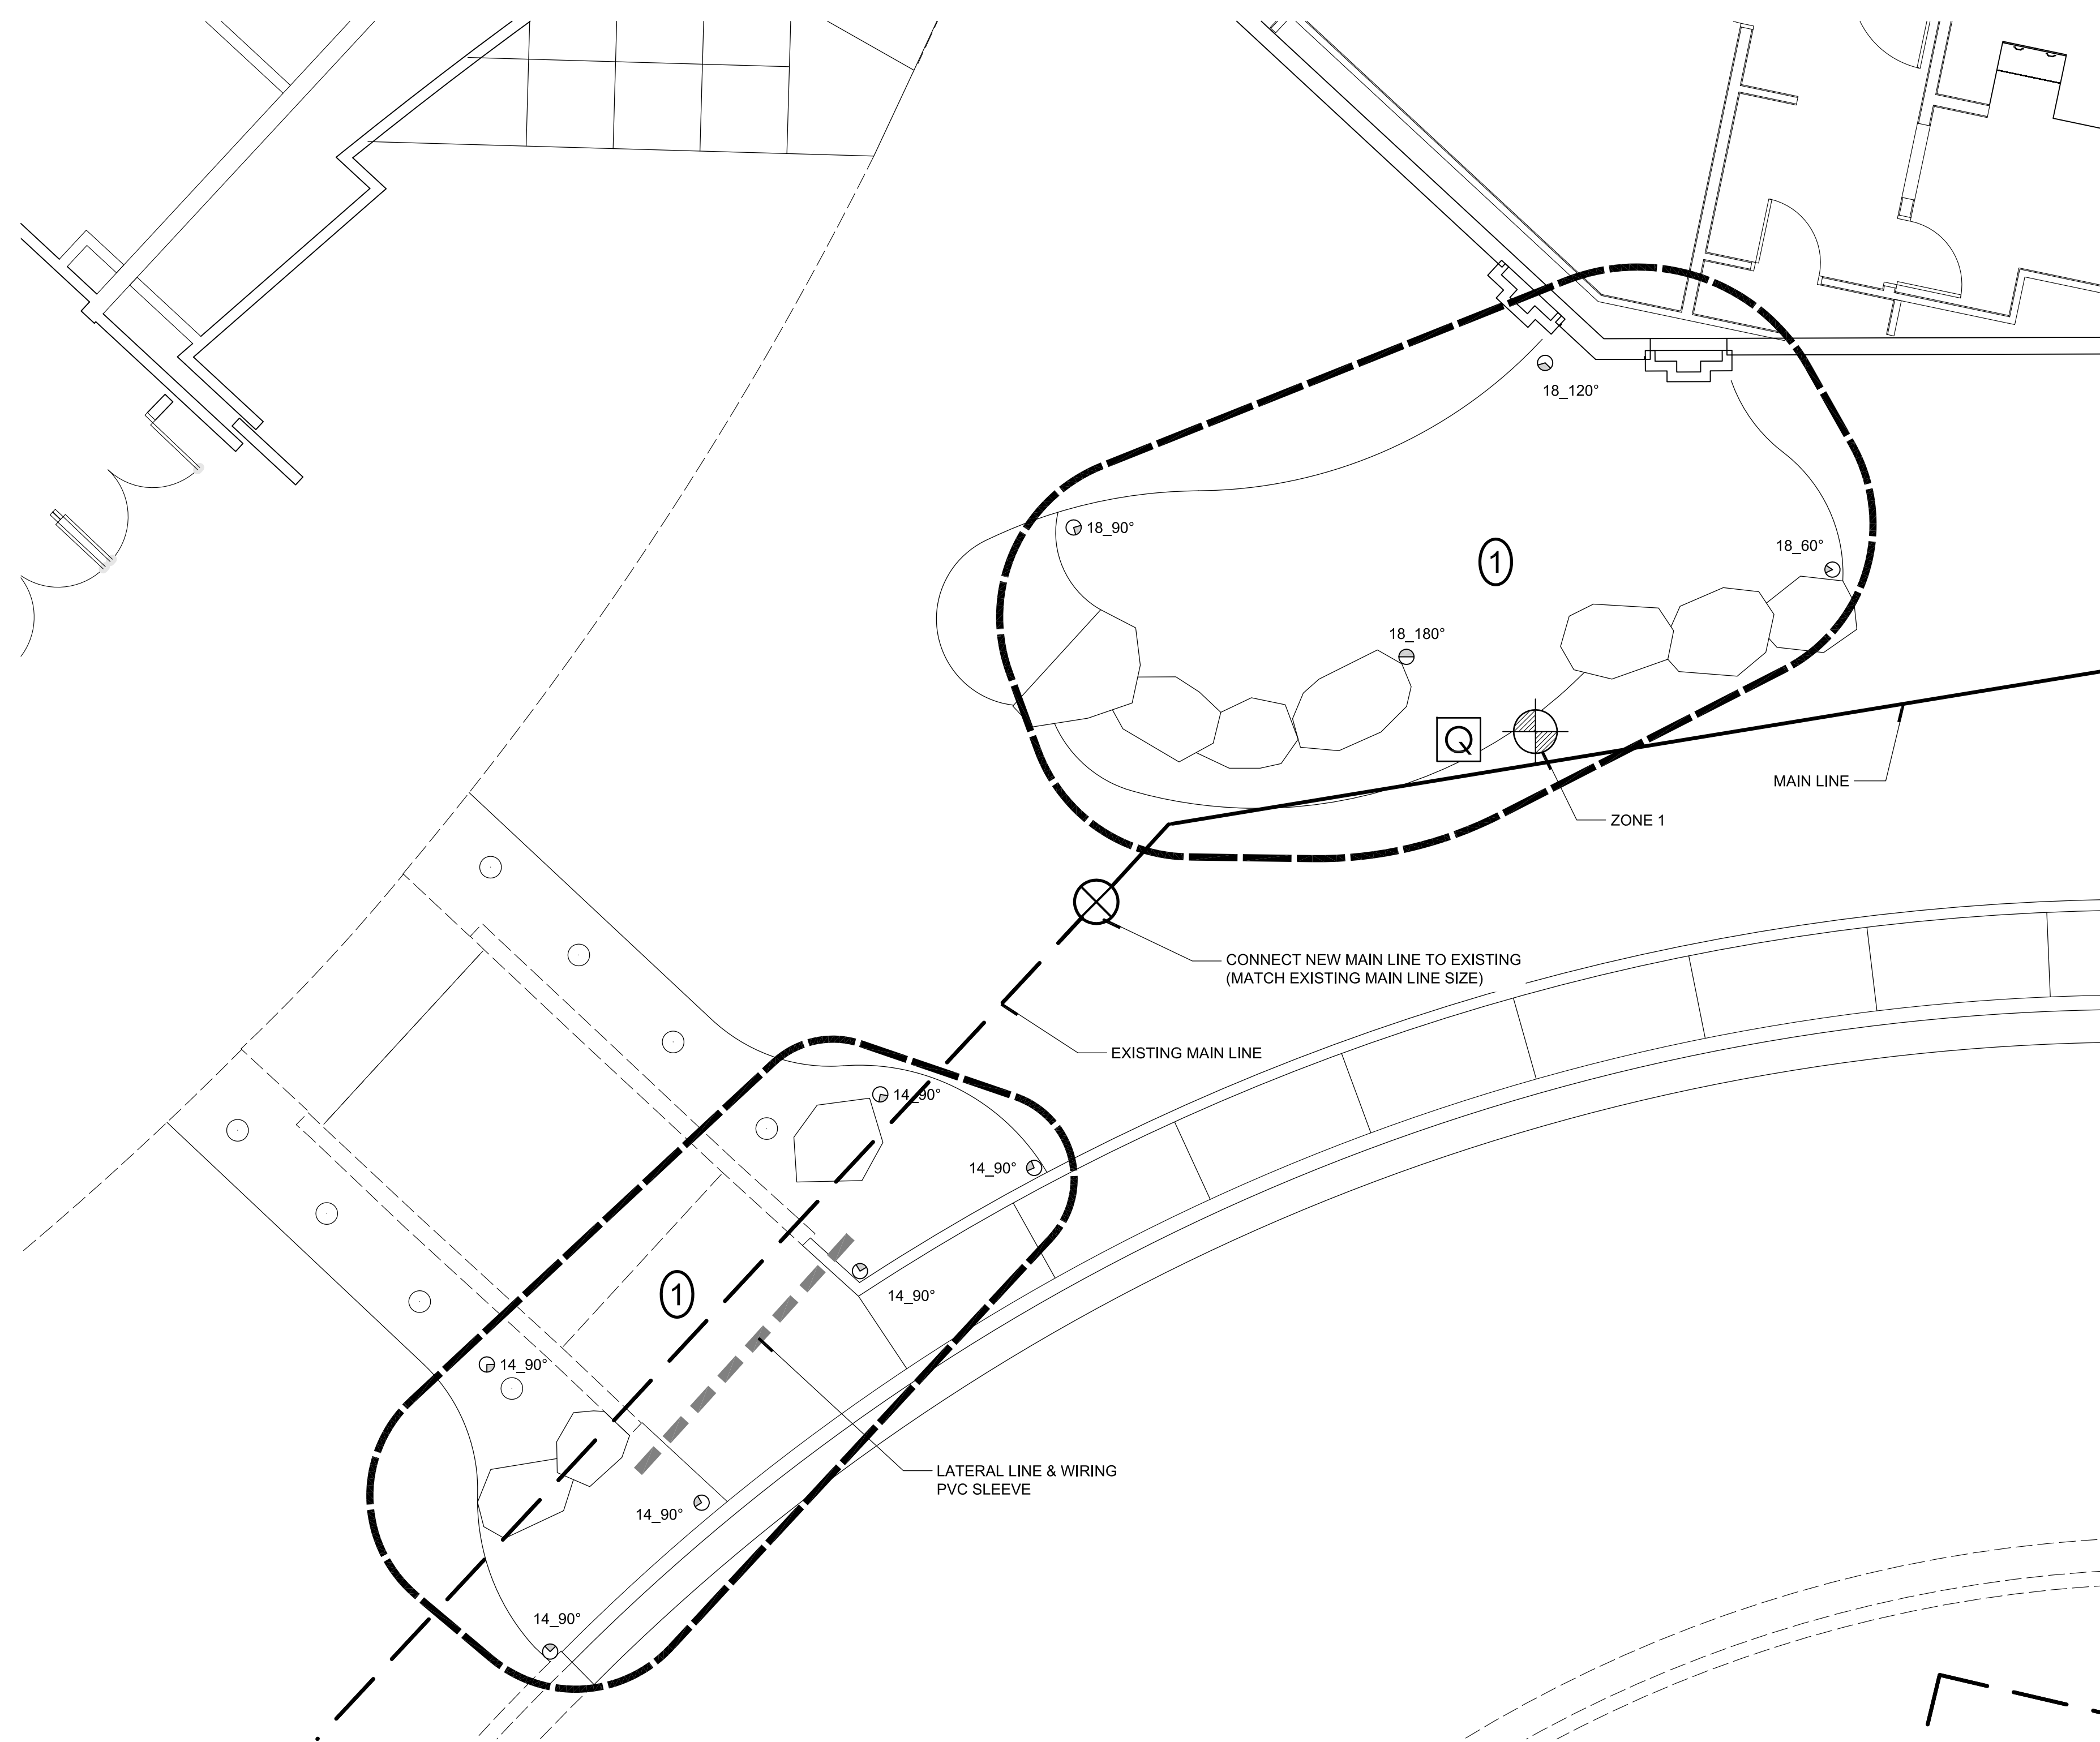 18_120°
18_90°
1
18_60°
18_180°
Q
MAIN LINE
ZONE 1
CONNECT NEW MAIN LINE TO EXISTING
(MATCH EXISTING MAIN LINE SIZE)
EXISTING MAIN LINE
14_90°
14_90°
1
14_90°
14_90°
LATERAL LINE & WIRING
PVC SLEEVE
14_90°
14_90°